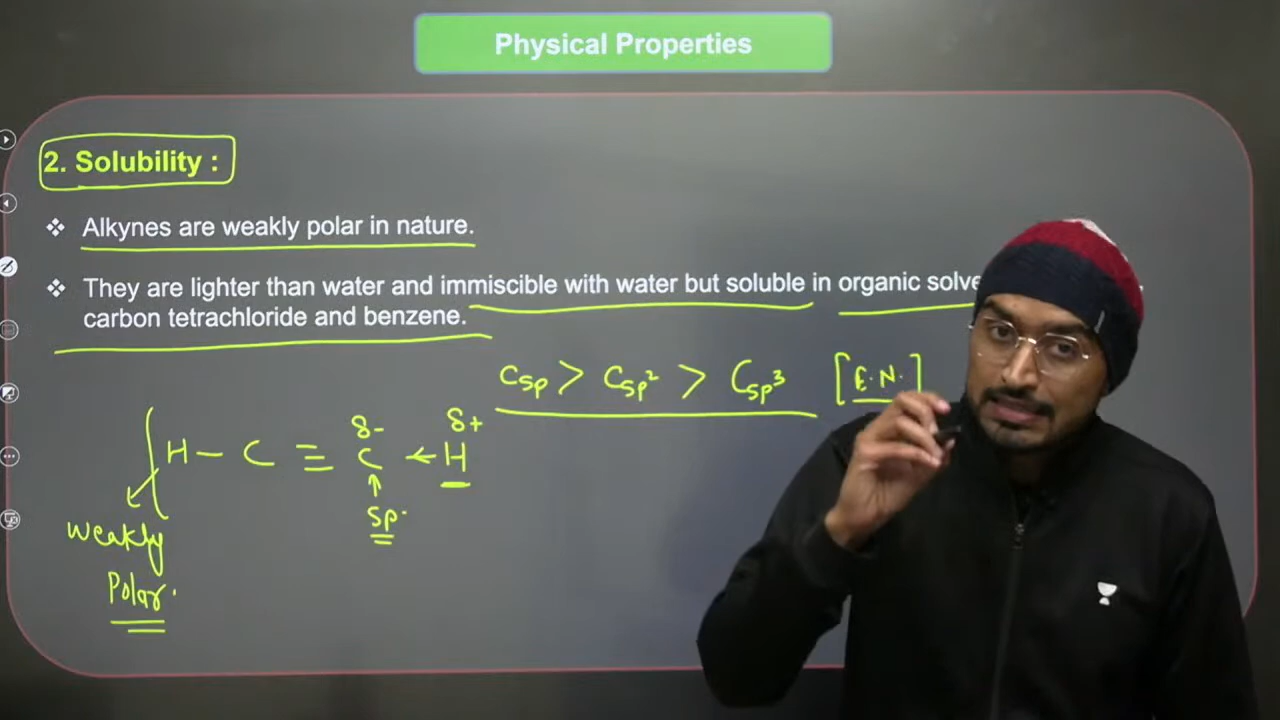 Physical Properties
2. Solubility :
❖ Alkynes are weakly polar in nature.
❖ They are lighter than water and immiscible with water but soluble in organic solve
carbon tetrachloride and benzene.
Csp > Csp² > Csp³ [E.N.]
δ- δ+
H – C ≡ C ← H
↑
sp.
Weakly
Polar.